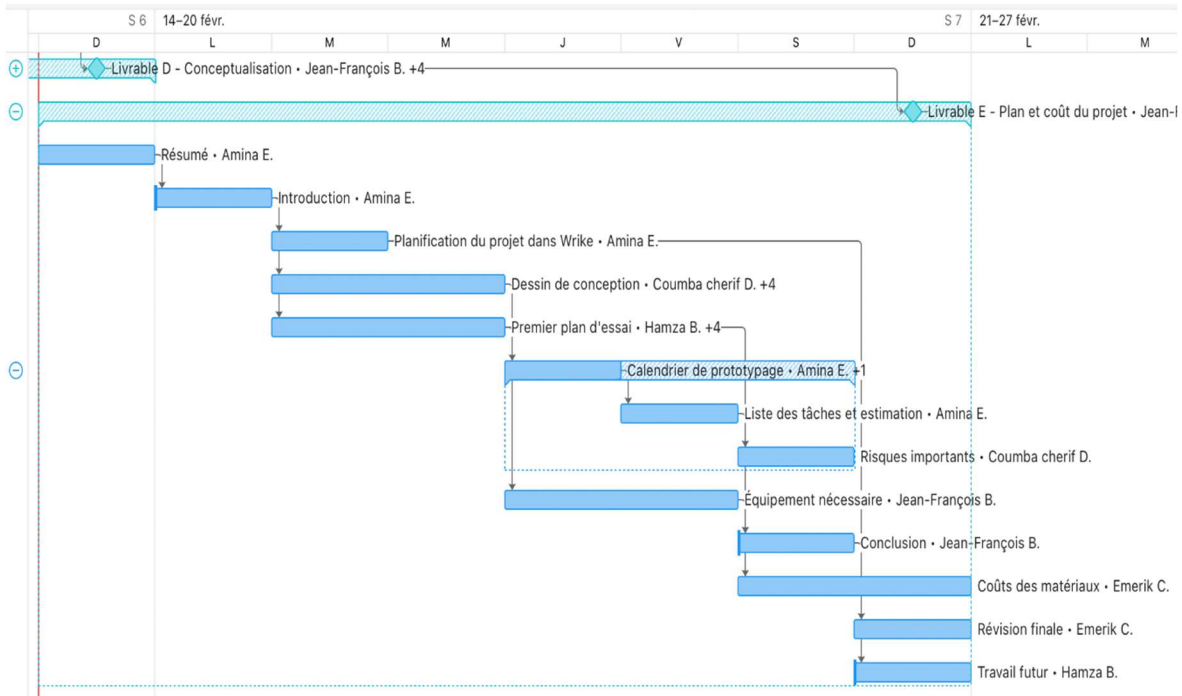 S 6 14–20 févr. S 7 21–27 févr.
D L M M J V S D L M
Livrable D - Conceptualisation • Jean-François B. +4
Livrable E - Plan et coût du projet • Jean-F
Résumé • Amina E.
Introduction • Amina E.
Planification du projet dans Wrike • Amina E.
Dessin de conception • Coumba cherif D. +4
Premier plan d'essai • Hamza B. +4
Calendrier de prototypage • Amina E. +1
Liste des tâches et estimation • Amina E.
Risques importants • Coumba cherif D.
Équipement nécessaire • Jean-François B.
Conclusion • Jean-François B.
Coûts des matériaux • Emerik C.
Révision finale • Emerik C.
Travail futur • Hamza B.